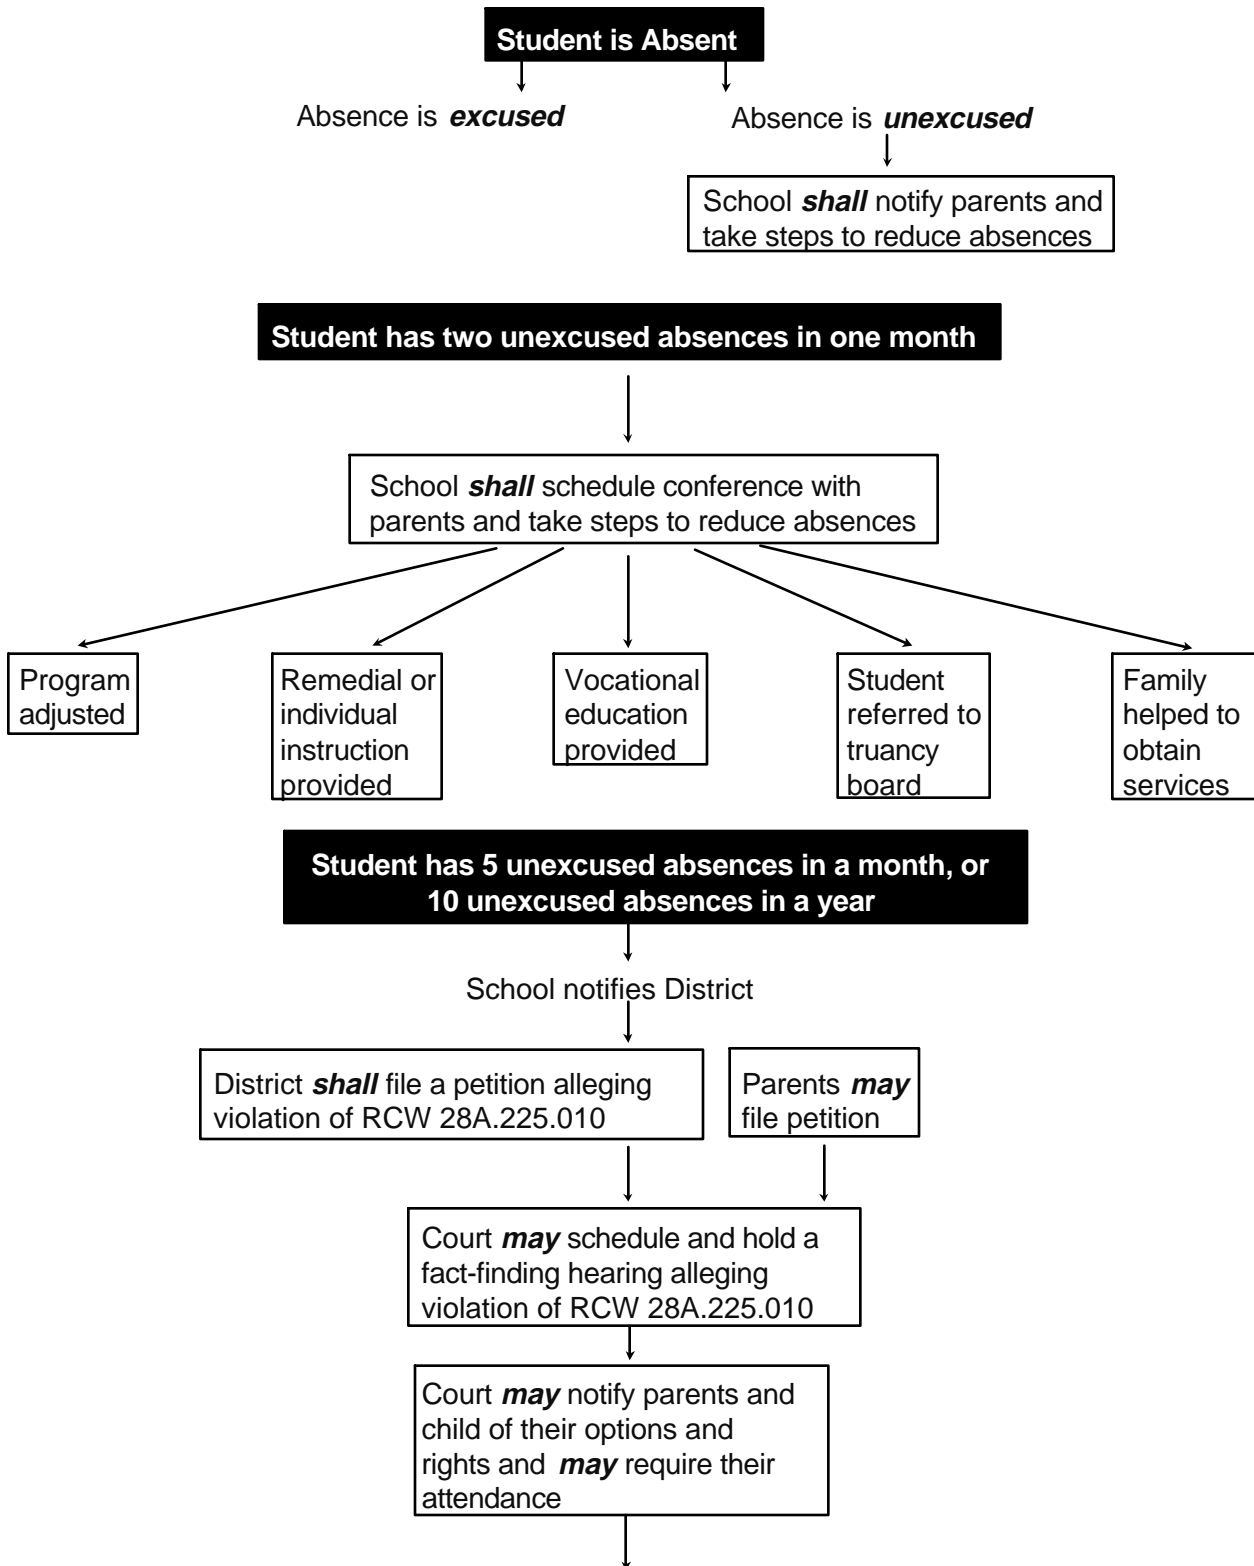 Student is Absent
Absence is excused
Absence is unexcused
School shall notify parents and
take steps to reduce absences
Student has two unexcused absences in one month
School shall schedule conference with
parents and take steps to reduce absences
Program
adjusted
Remedial or
individual
instruction
provided
Vocational
education
provided
Student
referred to
truancy
board
Family
helped to
obtain
services
Student has 5 unexcused absences in a month, or
10 unexcused absences in a year
School notifies District
District shall file a petition alleging
violation of RCW 28A.225.010
Parents may
file petition
Court may schedule and hold a
fact-finding hearing alleging
violation of RCW 28A.225.010
Court may notify parents and
child of their options and
rights and may require their
attendance